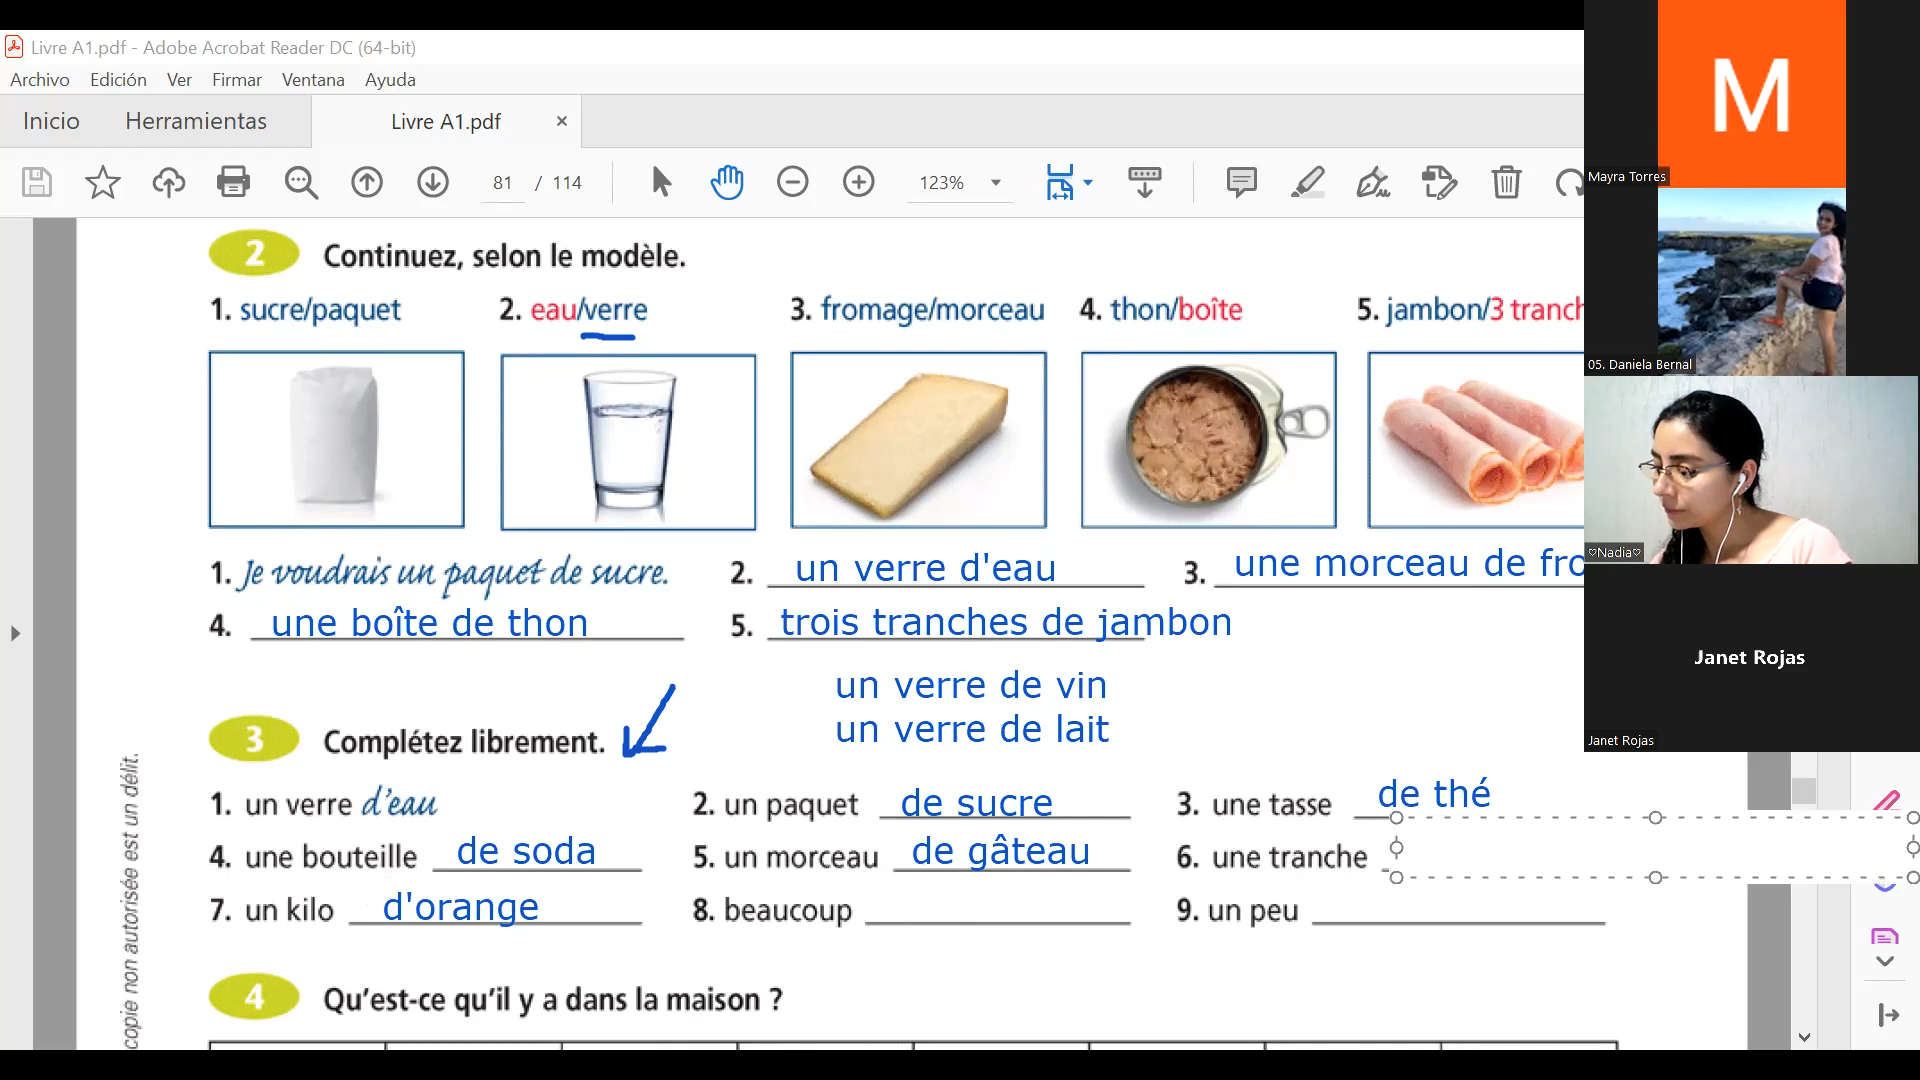 Livre A1.pdf - Adobe Acrobat Reader DC (64-bit)
Archivo Edición Ver Firmar Ventana Ayuda
Inicio Herramientas Livre A1.pdf ×
81 / 114 123%
2 Continuez, selon le modèle.
1. sucre/paquet 2. eau/verre 3. fromage/morceau 4. thon/boîte 5. jambon/3 tranch
1. Je voudrais un paquet de sucre. 2. un verre d'eau 3. une morceau de fro
4. une boîte de thon 5. trois tranches de jambon
un verre de vin
un verre de lait
3 Complétez librement.
1. un verre d'eau 2. un paquet de sucre 3. une tasse de thé
4. une bouteille de soda 5. un morceau de gâteau 6. une tranche
7. un kilo d'orange 8. beaucoup 9. un peu
4 Qu'est-ce qu'il y a dans la maison ?
copie non autorisée est un délit.
M
Mayra Torres
05. Daniela Bernal
♡Nadia♡
Janet Rojas
Janet Rojas